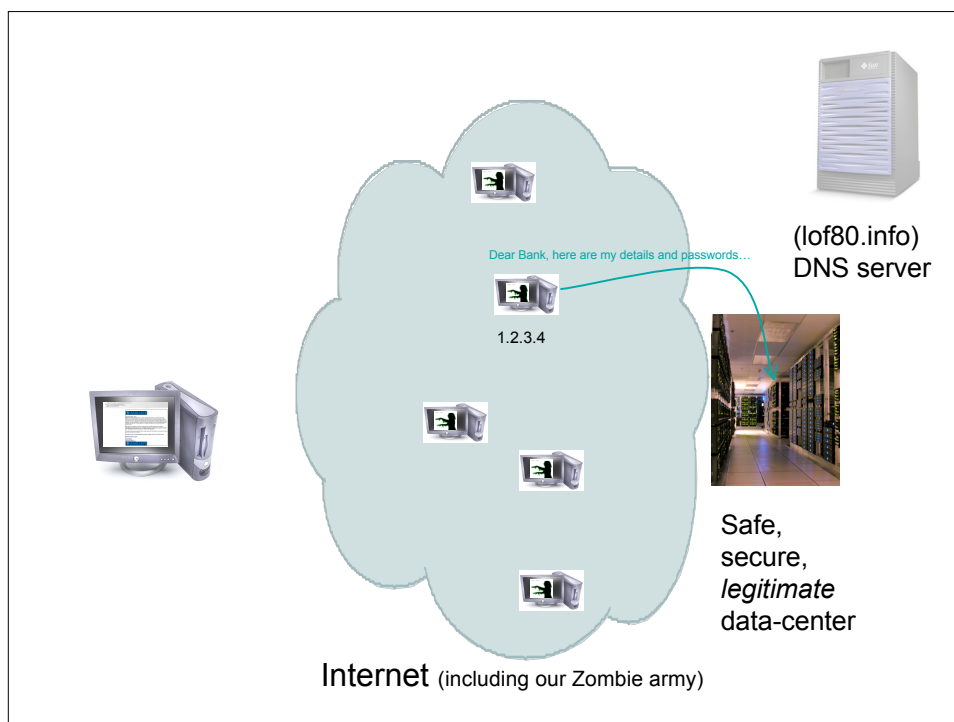 (lof80.info)
DNS server
Dear Bank, here are my details and passwords…
1.2.3.4
Safe,
secure,
legitimate
data-center
Internet (including our Zombie army)